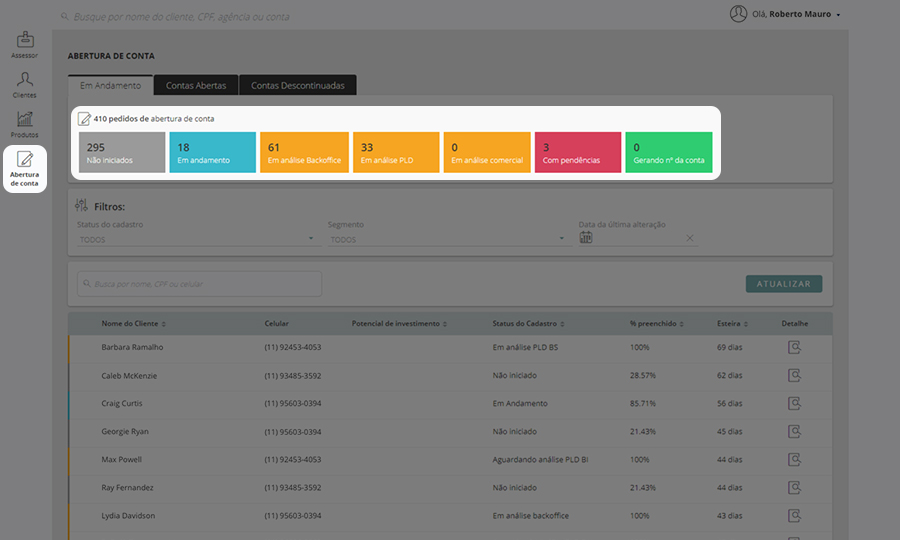 Busque por nome do cliente, CPF, agência ou conta
Olá, Roberto Mauro
Assessor
Clientes
Produtos
Abertura
de conta
ABERTURA DE CONTA
Em Andamento Contas Abertas Contas Descontinuadas
410 pedidos de abertura de conta
295 18 61 33 0 3 0
Não iniciados Em andamento Em análise Backoffice Em análise PLD Em análise comercial Com pendências Gerando nº da conta
Filtros:
Status do cadastro Segmento Data da última alteração
TODOS TODOS
Busca por nome, CPF ou celular
ATUALIZAR
Nome do Cliente Celular Potencial de investimento Status do Cadastro % preenchido Esteira Detalhe
Barbara Ramalho (11) 92453-4053 Em análise PLD BS 100% 69 dias
Caleb McKenzie (11) 93485-3592 Não iniciado 28.57% 62 dias
Craig Curtis (11) 95603-0394 Em Andamento 85.71% 56 dias
Georgie Ryan (11) 95603-0394 Não iniciado 21.43% 45 dias
Max Powell (11) 92453-4053 Aguardando análise PLD BI 100% 44 dias
Ray Fernandez (11) 93485-3592 Não iniciado 21.43% 44 dias
Lydia Davidson (11) 95603-0394 Em análise backoffice 100% 43 dias